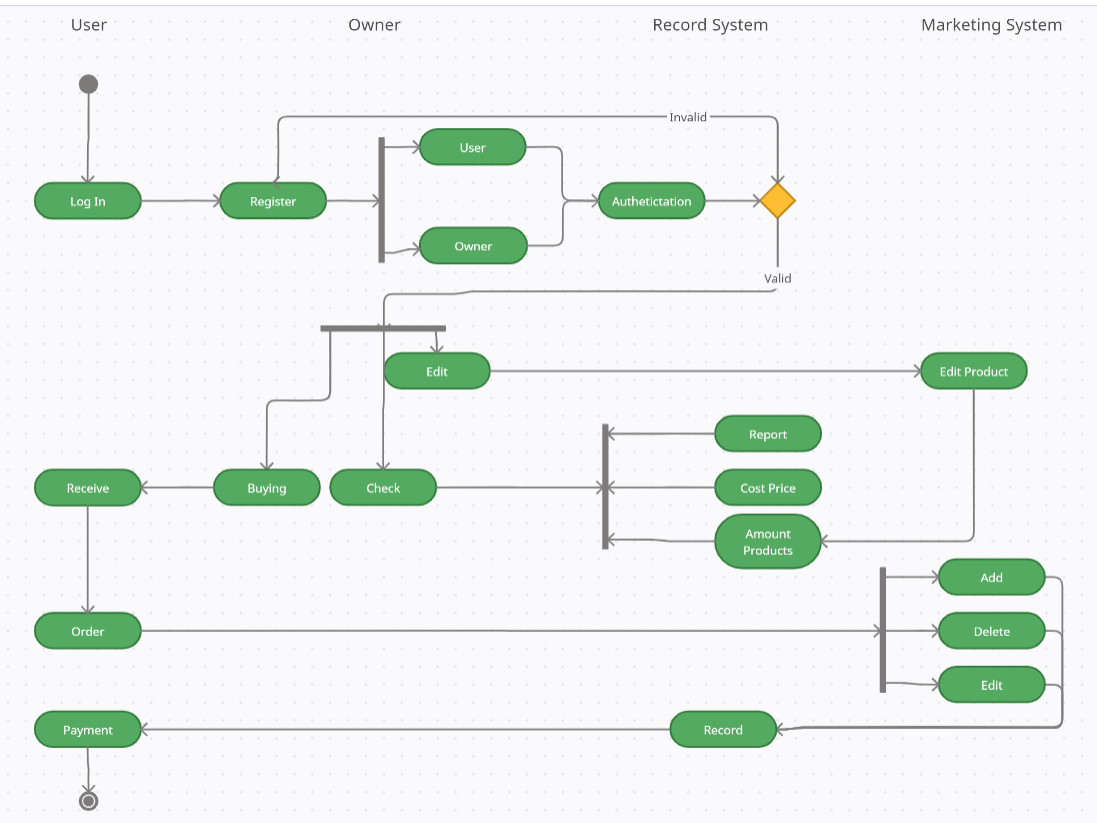 User
Owner
Record System
Marketing System
Invalid
User
Log In
Register
Authetictation
Owner
Valid
Edit
Edit Product
Report
Receive
Buying
Check
Cost Price
Amount
Products
Add
Order
Delete
Edit
Payment
Record